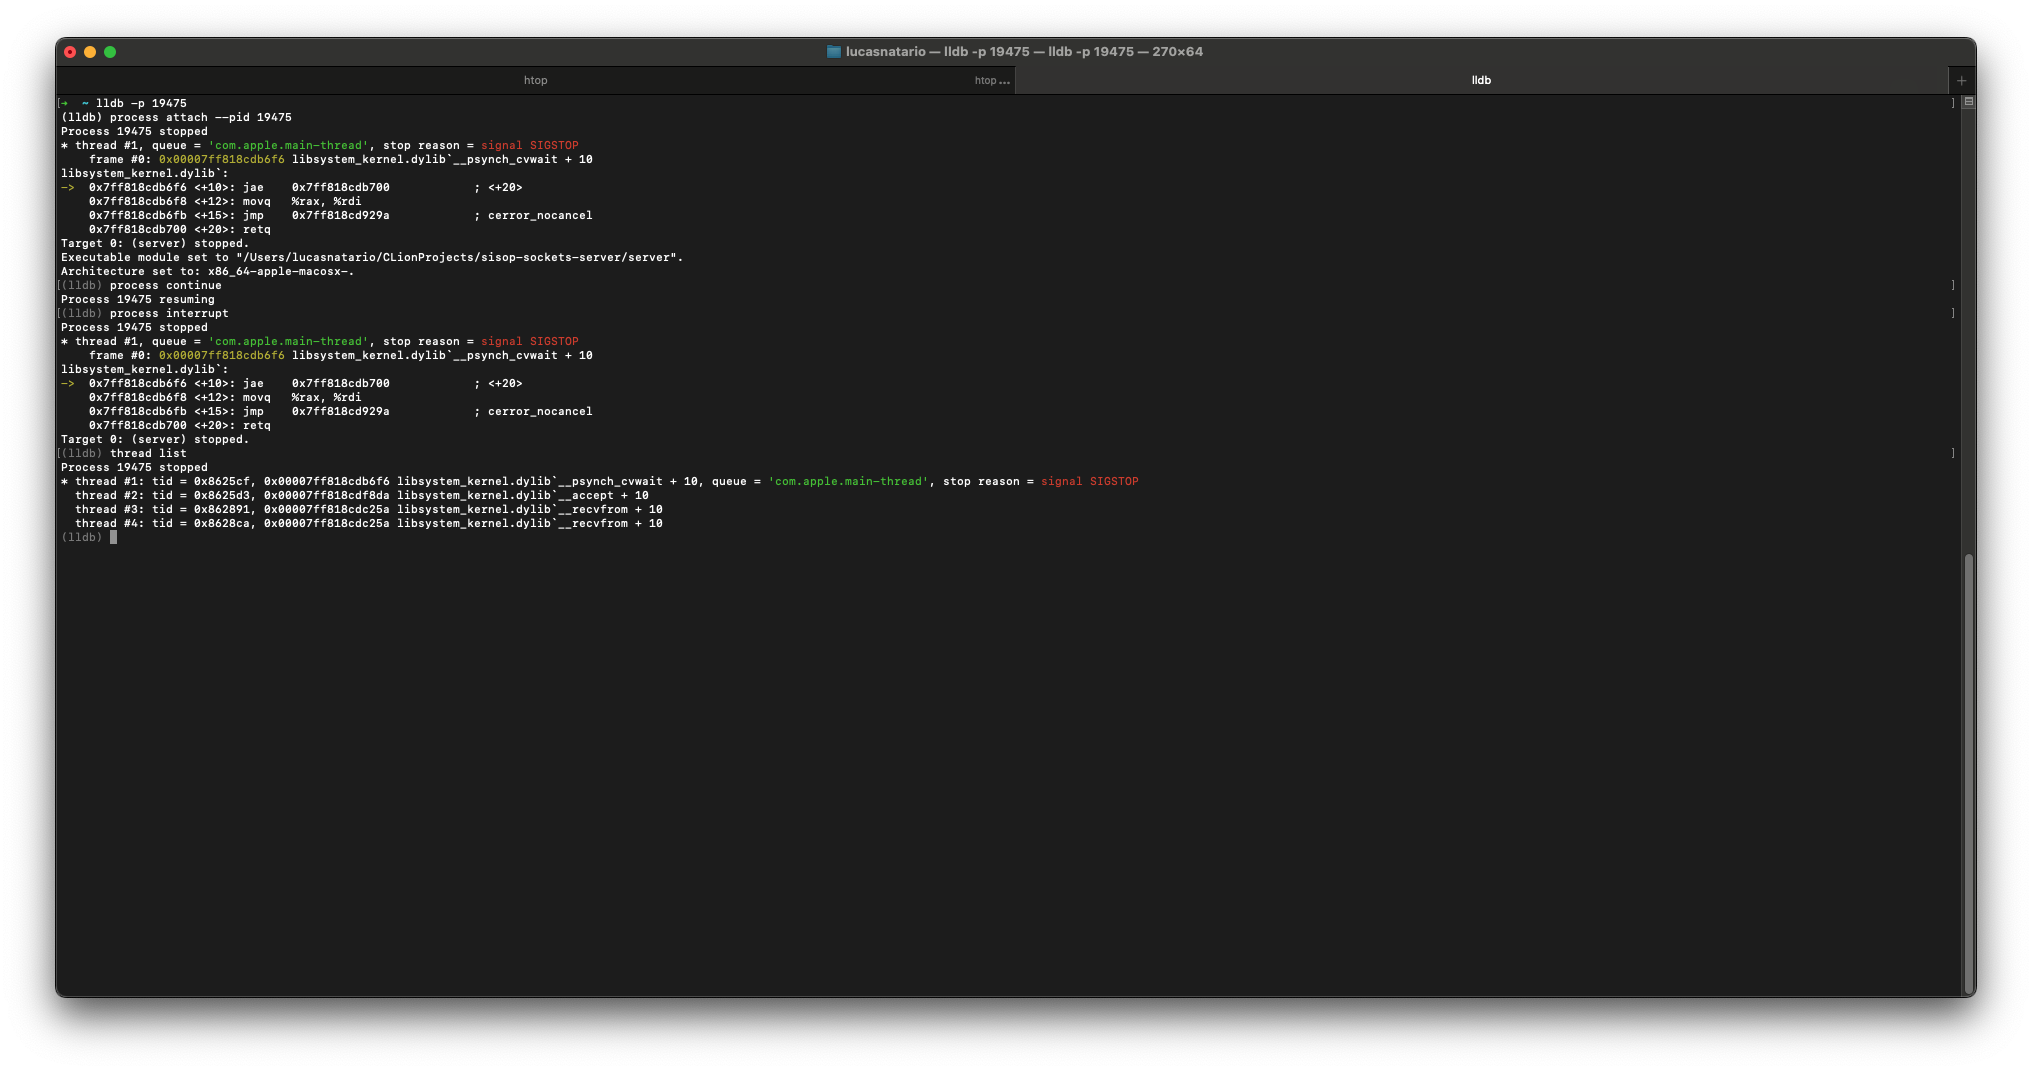 lucasnatario — lldb -p 19475 — lldb -p 19475 — 270×64
htop htop ... lldb +
[➜  ~ lldb -p 19475 ]
(lldb) process attach --pid 19475
Process 19475 stopped
* thread #1, queue = 'com.apple.main-thread', stop reason = signal SIGSTOP
    frame #0: 0x00007ff818cdb6f6 libsystem_kernel.dylib`__psynch_cvwait + 10
libsystem_kernel.dylib`:
->  0x7ff818cdb6f6 <+10>: jae    0x7ff818cdb700            ; <+20>
    0x7ff818cdb6f8 <+12>: movq   %rax, %rdi
    0x7ff818cdb6fb <+15>: jmp    0x7ff818cd929a            ; cerror_nocancel
    0x7ff818cdb700 <+20>: retq
Target 0: (server) stopped.
Executable module set to "/Users/lucasnatario/CLionProjects/sisop-sockets-server/server".
Architecture set to: x86_64-apple-macosx-.
[(lldb) process continue ]
Process 19475 resuming
[(lldb) process interrupt ]
Process 19475 stopped
* thread #1, queue = 'com.apple.main-thread', stop reason = signal SIGSTOP
    frame #0: 0x00007ff818cdb6f6 libsystem_kernel.dylib`__psynch_cvwait + 10
libsystem_kernel.dylib`:
->  0x7ff818cdb6f6 <+10>: jae    0x7ff818cdb700            ; <+20>
    0x7ff818cdb6f8 <+12>: movq   %rax, %rdi
    0x7ff818cdb6fb <+15>: jmp    0x7ff818cd929a            ; cerror_nocancel
    0x7ff818cdb700 <+20>: retq
Target 0: (server) stopped.
[(lldb) thread list ]
Process 19475 stopped
* thread #1: tid = 0x8625cf, 0x00007ff818cdb6f6 libsystem_kernel.dylib`__psynch_cvwait + 10, queue = 'com.apple.main-thread', stop reason = signal SIGSTOP
  thread #2: tid = 0x8625d3, 0x00007ff818cdf8da libsystem_kernel.dylib`__accept + 10
  thread #3: tid = 0x862891, 0x00007ff818cdc25a libsystem_kernel.dylib`__recvfrom + 10
  thread #4: tid = 0x8628ca, 0x00007ff818cdc25a libsystem_kernel.dylib`__recvfrom + 10
(lldb)